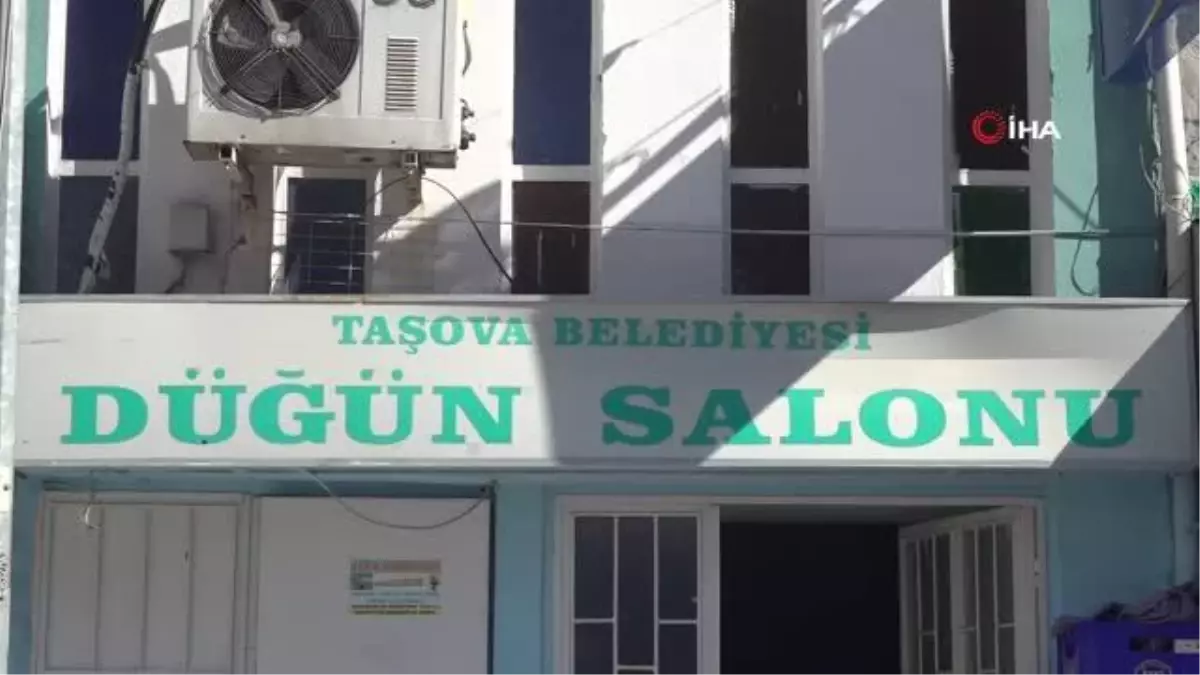 İHA
TAŞOVA BELEDİYESİ
DÜĞÜN SALONU